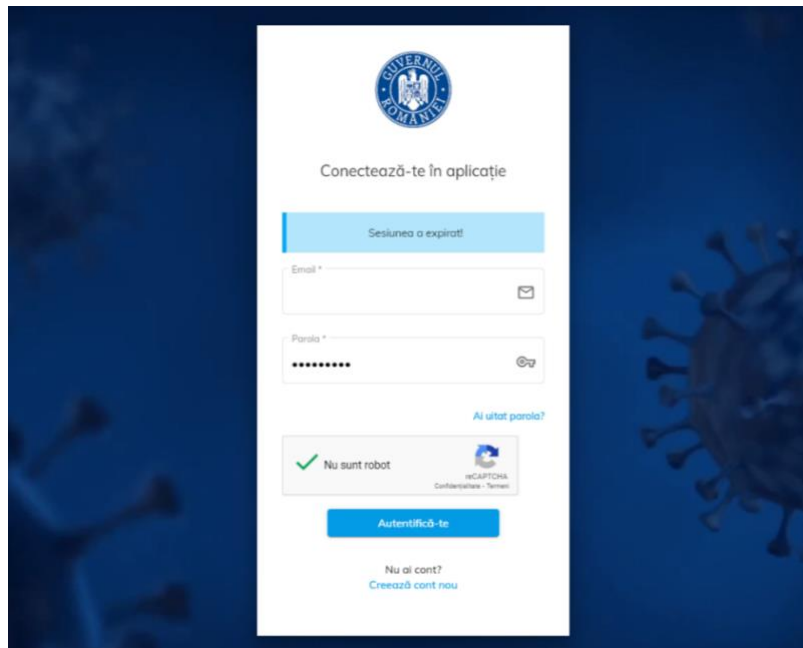 GUVERNUL ROMÂNIEI
Conectează-te în aplicație
Sesiunea a expirat!
Email *
Parola *
•••••••••
Ai uitat parola?
Nu sunt robot
reCAPTCHA
Confidențialitate - Termeni
Autentifică-te
Nu ai cont?
Creează cont nou